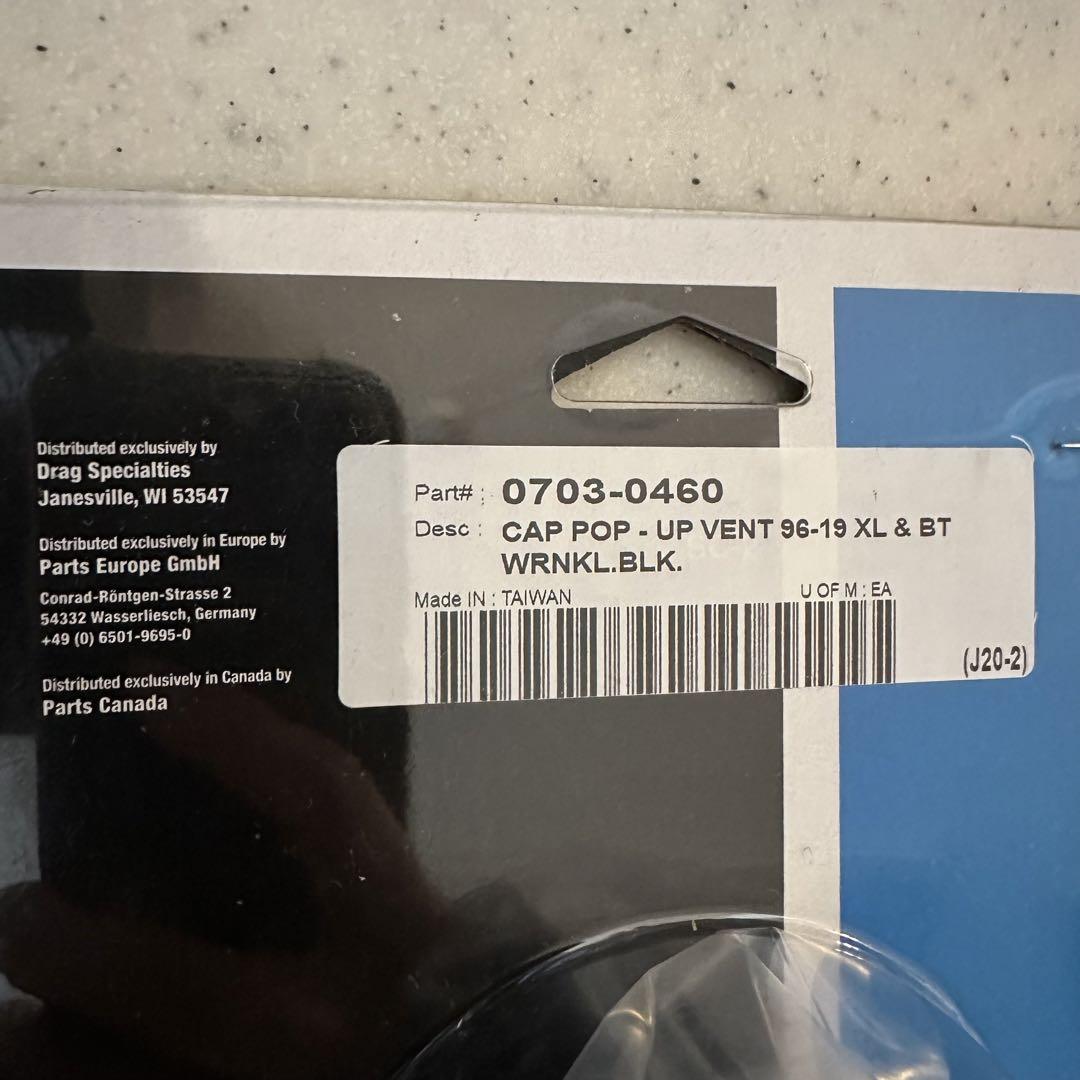 Distributed exclusively by
Drag Specialties
Janesville, WI 53547
Distributed exclusively in Europe by
Parts Europe GmbH
Conrad-Röntgen-Strasse 2
54332 Wasserliesch, Germany
+49 (0) 6501-9695-0
Distributed exclusively in Canada by
Parts Canada
Part# : 0703-0460
Desc : CAP POP - UP VENT 96-19 XL & BT
WRNKL.BLK.
Made IN : TAIWAN U OF M : EA
(J20-2)